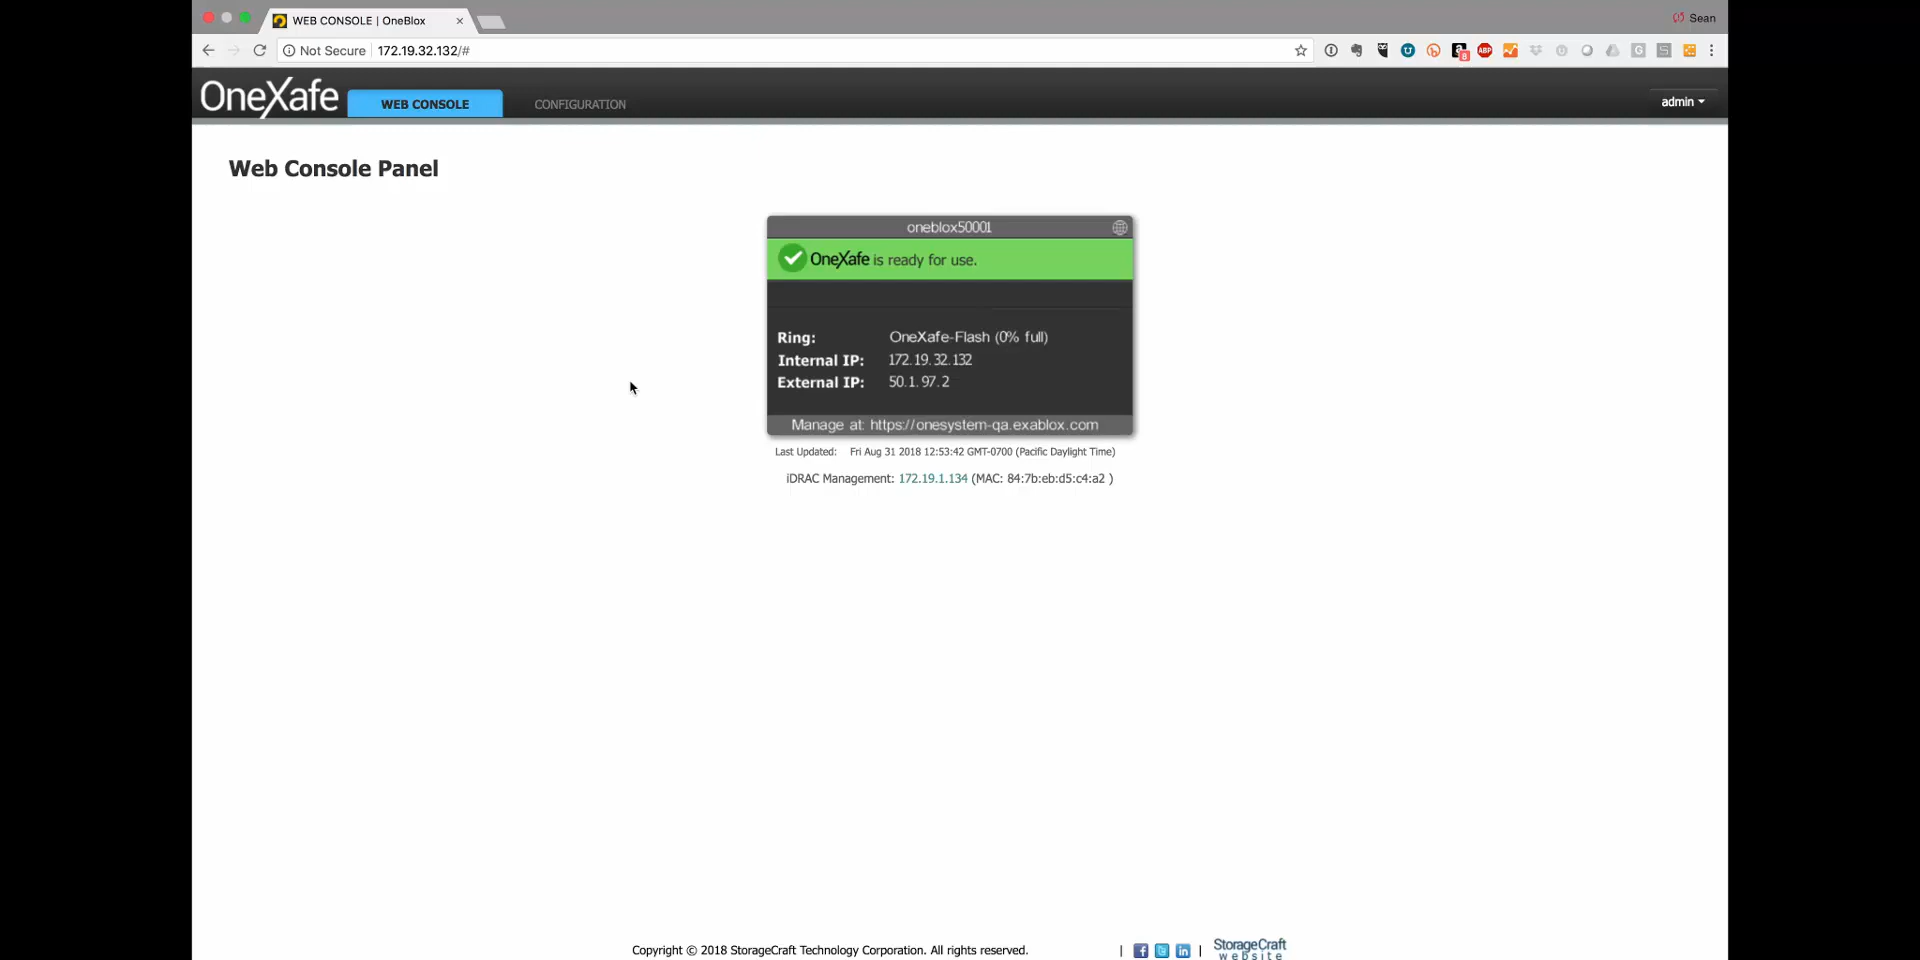 WEB CONSOLE | OneBlox
Sean
Not Secure 172.19.32.132/#
OneXafe
WEB CONSOLE
CONFIGURATION
admin
Web Console Panel
oneblox50001
OneXafe is ready for use.
Ring: OneXafe-Flash (0% full)
Internal IP: 172.19.32.132
External IP: 50.1.97.2
Manage at: https://onesystem-qa.exablox.com
Last Updated: Fri Aug 31 2018 12:53:42 GMT-0700 (Pacific Daylight Time)
iDRAC Management: 172.19.1.134 (MAC: 84:7b:eb:d5:c4:a2 )
Copyright © 2018 StorageCraft Technology Corporation. All rights reserved.
StorageCraft
website